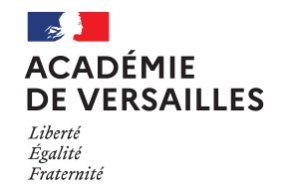 ACADÉMIE
DE VERSAILLES
Liberté
Égalité
Fraternité